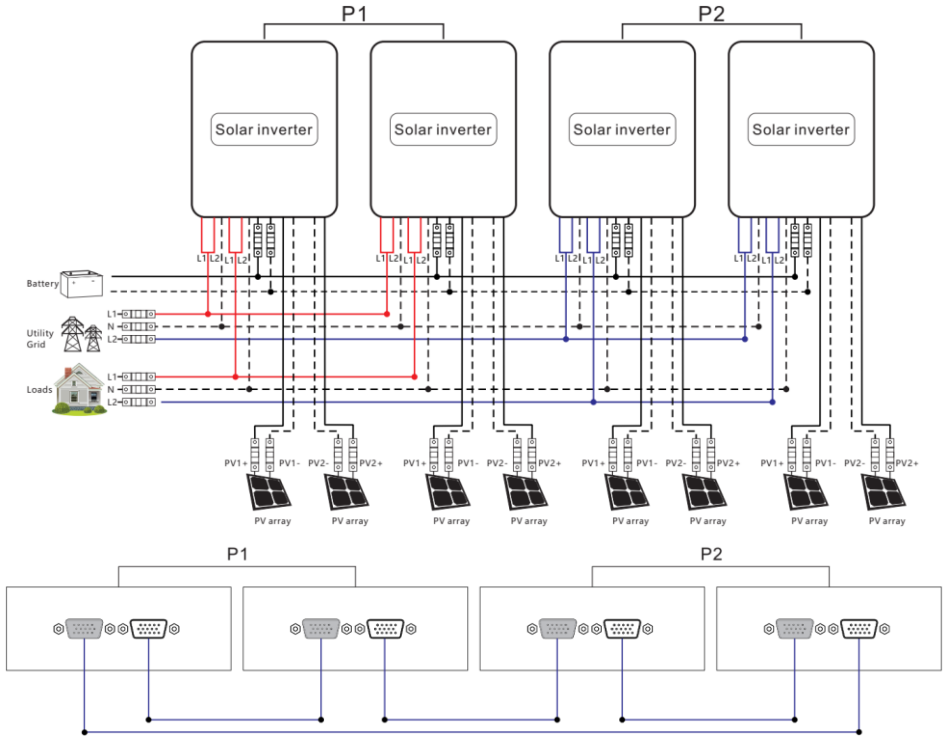 P1 P2
Solar inverter Solar inverter Solar inverter Solar inverter
L1 L2 L1 L2 L1 L2 L1 L2 L1 L2 L1 L2 L1 L2 L1 L2
Battery
L1
Utility
Grid
N
L2
L1
Loads N
L2
PV1+ PV1- PV2- PV2+ PV1+ PV1- PV2- PV2+ PV1+ PV1- PV2- PV2+ PV1+ PV1- PV2- PV2+
PV array PV array PV array PV array PV array PV array PV array PV array
P1 P2